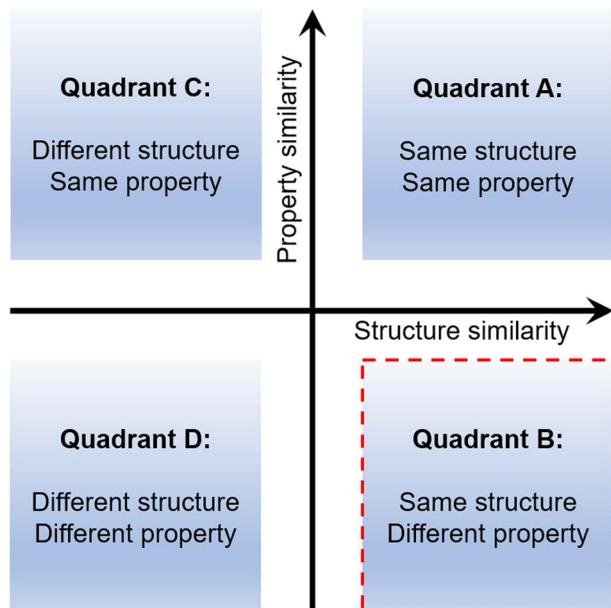 Quadrant C:
Different structure
Same property
Property similarity
Quadrant A:
Same structure
Same property
Structure similarity
Quadrant D:
Different structure
Different property
Quadrant B:
Same structure
Different property